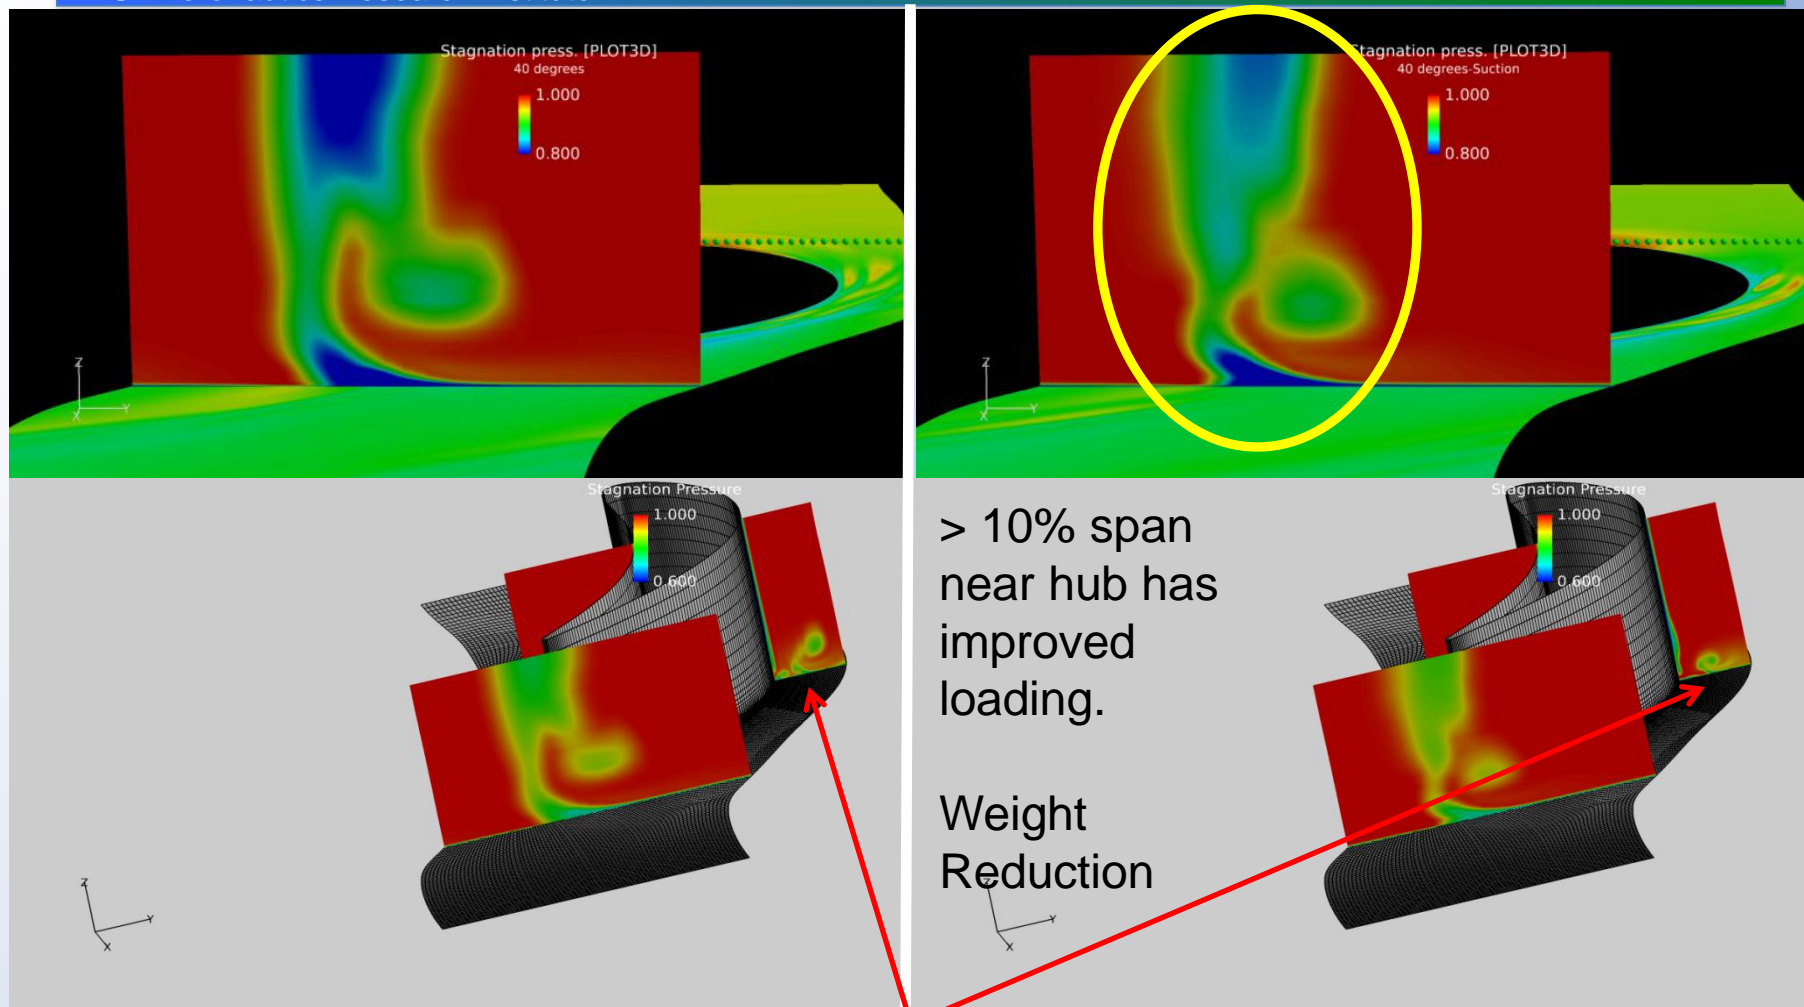 Stagnation press. [PLOT3D]
40 degrees
1.000
0.800
Z
X
Y
Stagnation press. [PLOT3D]
40 degrees-Suction
1.000
0.800
Z
X
Y
Stagnation Pressure
1.000
0.600
Z
Y
X
> 10% span
near hub has
improved
loading.
Weight
Reduction
Stagnation Pressure
1.000
0.600
Z
Y
X